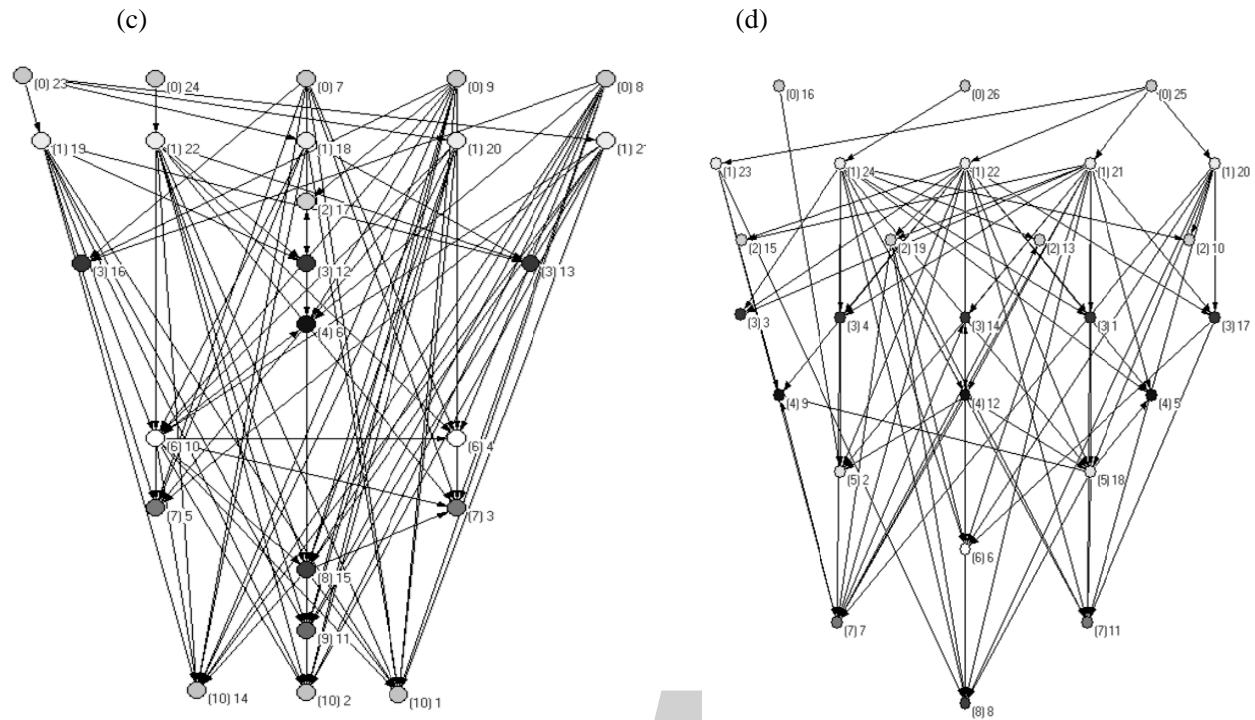 (c) (d)
(0) 23 (0) 24 (0) 7 (0) 9 (0) 8
(1) 19 (1) 22 (1) 18 (1) 20 (1) 21
(2) 17
(3) 16 (3) 12 (3) 13
(4) 6
(6) 10 (6) 4
(7) 5 (7) 3
(8) 15
(9) 11
(10) 14 (10) 2 (10) 1
(0) 16 (0) 26 (0) 25
(1) 23 (1) 24 (1) 22 (1) 21 (1) 20
(2) 15 (2) 19 (2) 13 (2) 10
(3) 3 (3) 4 (3) 14 (3) 1 (3) 17
(4) 9 (4) 12 (4) 5
(5) 2 (5) 18
(6) 6
(7) 7 (7) 11
(8) 8